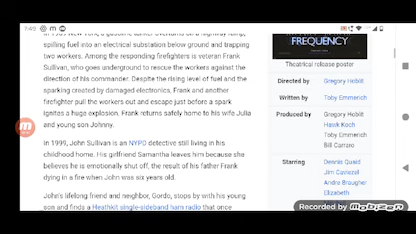 7:49
In 1969 New York, a gasoline tanker overturns on a highway ramp,
spilling fuel into an electrical substation below ground and trapping
two workers. Among the responding firefighters is veteran Frank
Sullivan, who goes underground to rescue the workers against the
direction of his commander. Despite the rising level of fuel and the
sparking created by damaged electronics, Frank and another
firefighter pull the workers out and escape just before a spark
ignites a huge explosion. Frank returns safely home to his wife Julia
and young son Johnny.
In 1999, John Sullivan is an NYPD detective still living in his
childhood home. His girlfriend Samantha leaves him because she
believes he is emotionally shut off, the result of his father Frank
dying in a fire when John was six years old.
John's lifelong friend and neighbor, Gordo, stops by with his young
son and finds a Heathkit single-sideband ham radio that once
FREQUENCY
Theatrical release poster
Directed by Gregory Hoblit
Written by Toby Emmerich
Produced by Gregory Hoblit
Hawk Koch
Toby Emmerich
Bill Carraro
Starring Dennis Quaid
Jim Caviezel
Andre Braugher
Elizabeth
Recorded by
Mobizen